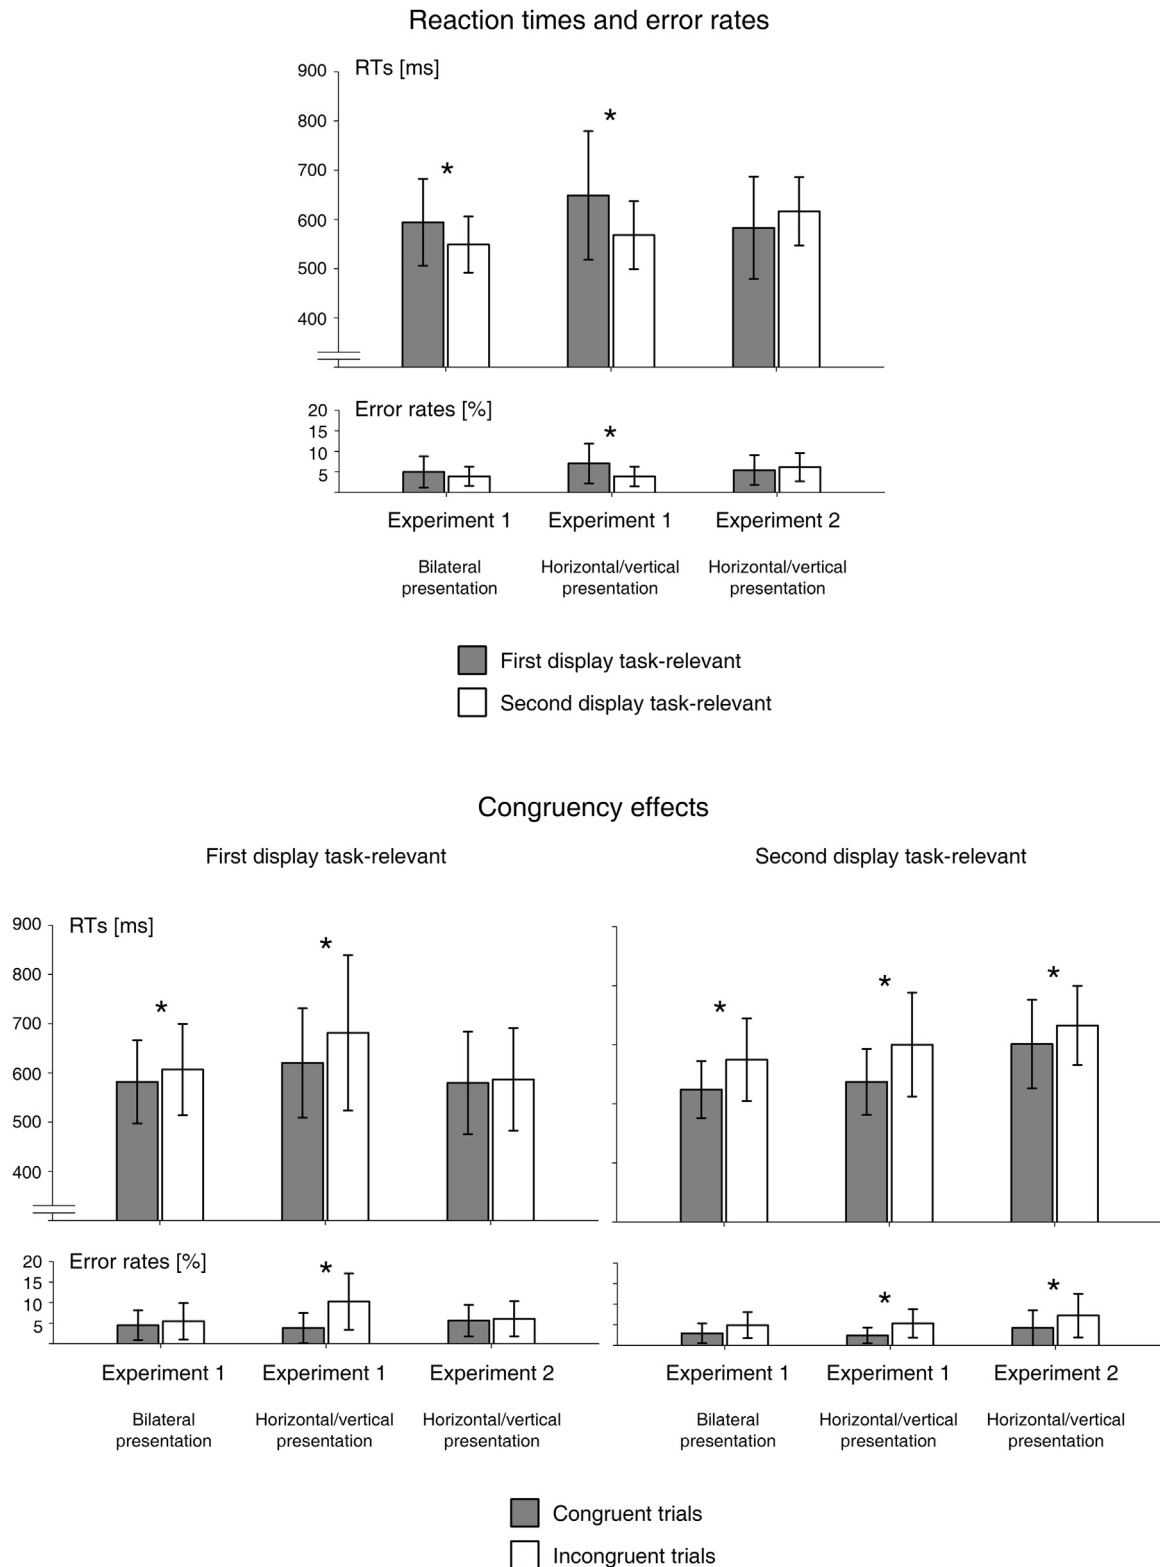 Reaction times and error rates
RTs [ms]
900
800
700
600
500
400
*
*
Error rates [%]
20
15
10
5
*
Experiment 1
Experiment 1
Experiment 2
Bilateral
presentation
Horizontal/vertical
presentation
Horizontal/vertical
presentation
First display task-relevant
Second display task-relevant
Congruency effects
First display task-relevant
Second display task-relevant
RTs [ms]
900
800
700
600
500
400
*
*
*
*
*
Error rates [%]
20
15
10
5
*
*
*
Experiment 1
Experiment 1
Experiment 2
Experiment 1
Experiment 1
Experiment 2
Bilateral
presentation
Horizontal/vertical
presentation
Horizontal/vertical
presentation
Bilateral
presentation
Horizontal/vertical
presentation
Horizontal/vertical
presentation
Congruent trials
Incongruent trials